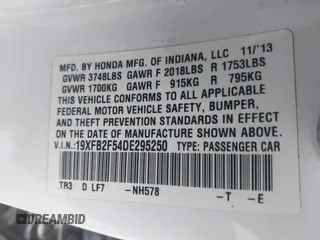 MFD. BY HONDA MFG. OF INDIANA, LLC 11/'13
GVWR 3748LBS GAWR F 2018LBS R 1753LBS
GVWR 1700KG GAWR F 915KG R 795KG
THIS VEHICLE CONFORMS TO ALL APPLICABLE
FEDERAL MOTOR VEHICLE SAFETY, BUMPER,
AND THEFT PREVENTION STANDARDS IN EFFECT
ON THE DATE OF MANUFACTURE SHOWN ABOVE.
V.I.N.:19XFB2F54DE295250 TYPE: PASSENGER CAR
TR3 D LF7 -NH578 -T -E
©BEAMBID